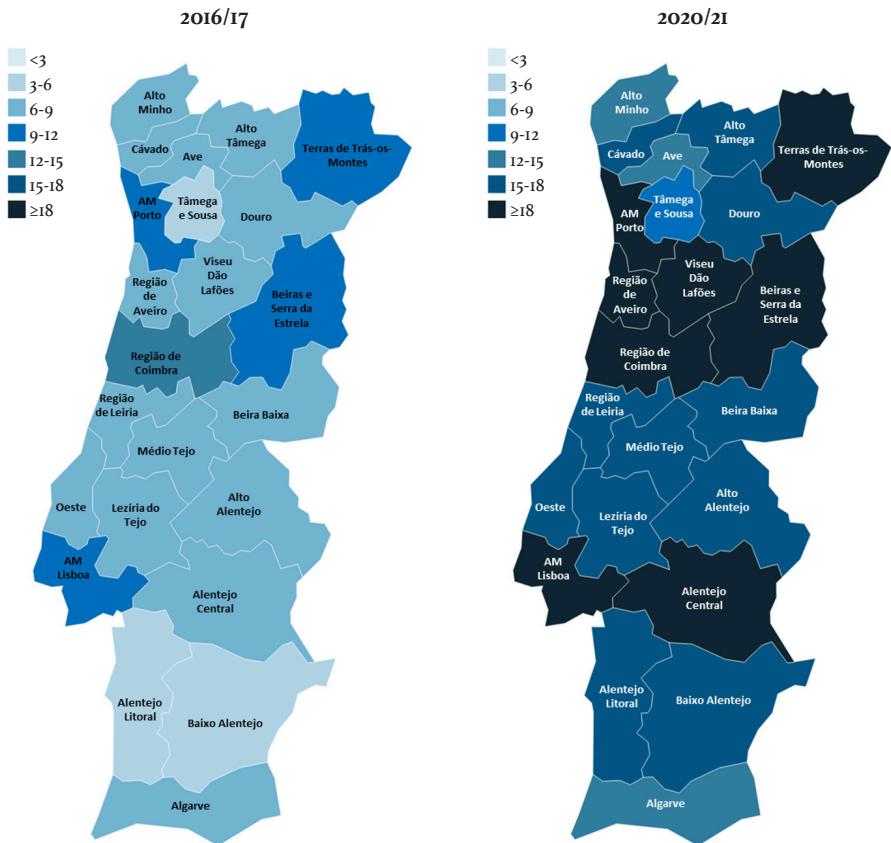 2016/17
<3
3-6
6-9
9-12
12-15
15-18
≥18
Alto
Minho
Cávado
Ave
Alto
Tâmega
Terras de Trás-os-
Montes
AM
Porto
Tâmega
e Sousa
Douro
Viseu
Dão
Lafões
Região
de
Aveiro
Beiras e
Serra da
Estrela
Região de
Coimbra
Região
de Leiria
Beira Baixa
Médio Tejo
Oeste
Lezíria do
Tejo
Alto
Alentejo
AM
Lisboa
Alentejo
Central
Alentejo
Litoral
Baixo Alentejo
Algarve
2020/21
<3
3-6
6-9
9-12
12-15
15-18
≥18
Alto
Minho
Cávado
Ave
Alto
Tâmega
Terras de Trás-os-
Montes
AM
Porto
Tâmega
e Sousa
Douro
Viseu
Dão
Lafões
Região
de
Aveiro
Beiras e
Serra da
Estrela
Região de
Coimbra
Região
de Leiria
Beira Baixa
Médio Tejo
Oeste
Lezíria do
Tejo
Alto
Alentejo
AM
Lisboa
Alentejo
Central
Alentejo
Litoral
Baixo Alentejo
Algarve